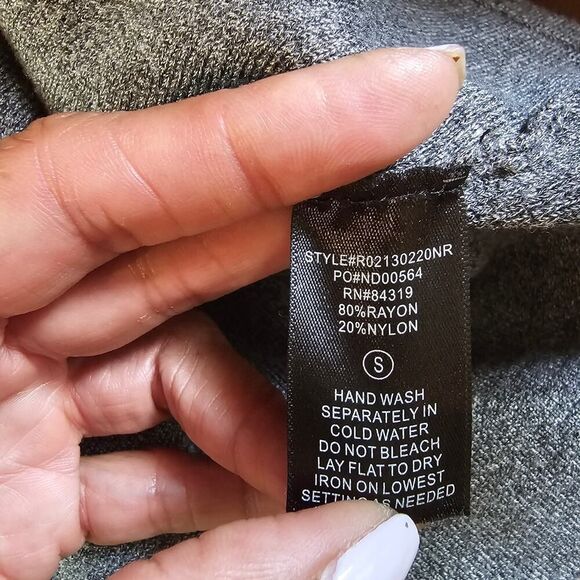 STYLE#R02130220NR
PO#ND00564
RN#84319
80%RAYON
20%NYLON
S
HAND WASH
SEPARATELY IN
COLD WATER
DO NOT BLEACH
LAY FLAT TO DRY
IRON ON LOWEST
SETTING AS NEEDED